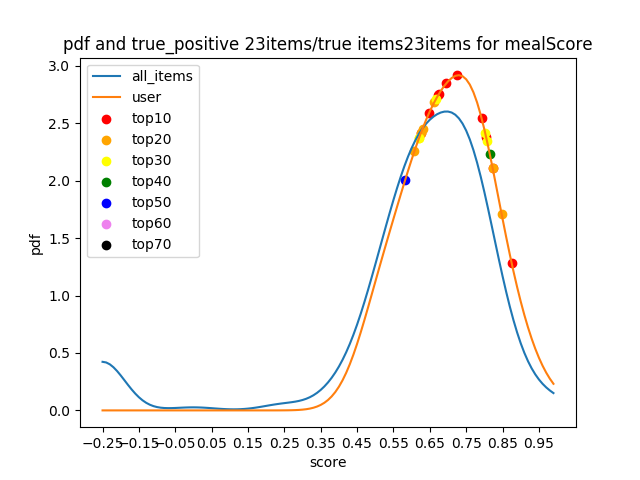 pdf and true_positive 23items/true items23items for mealScore
3.0
2.5
2.0
1.5
1.0
0.5
0.0
pdf
all_items
user
top10
top20
top30
top40
top50
top60
top70
−0.25 −0.15 −0.05 0.05 0.15 0.25 0.35 0.45 0.55 0.65 0.75 0.85 0.95
score